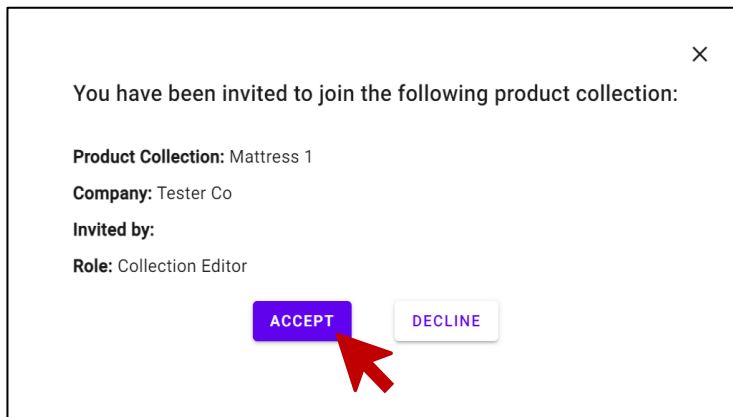 You have been invited to join the following product collection:
Product Collection: Mattress 1
Company: Tester Co
Invited by:
Role: Collection Editor
ACCEPT
DECLINE